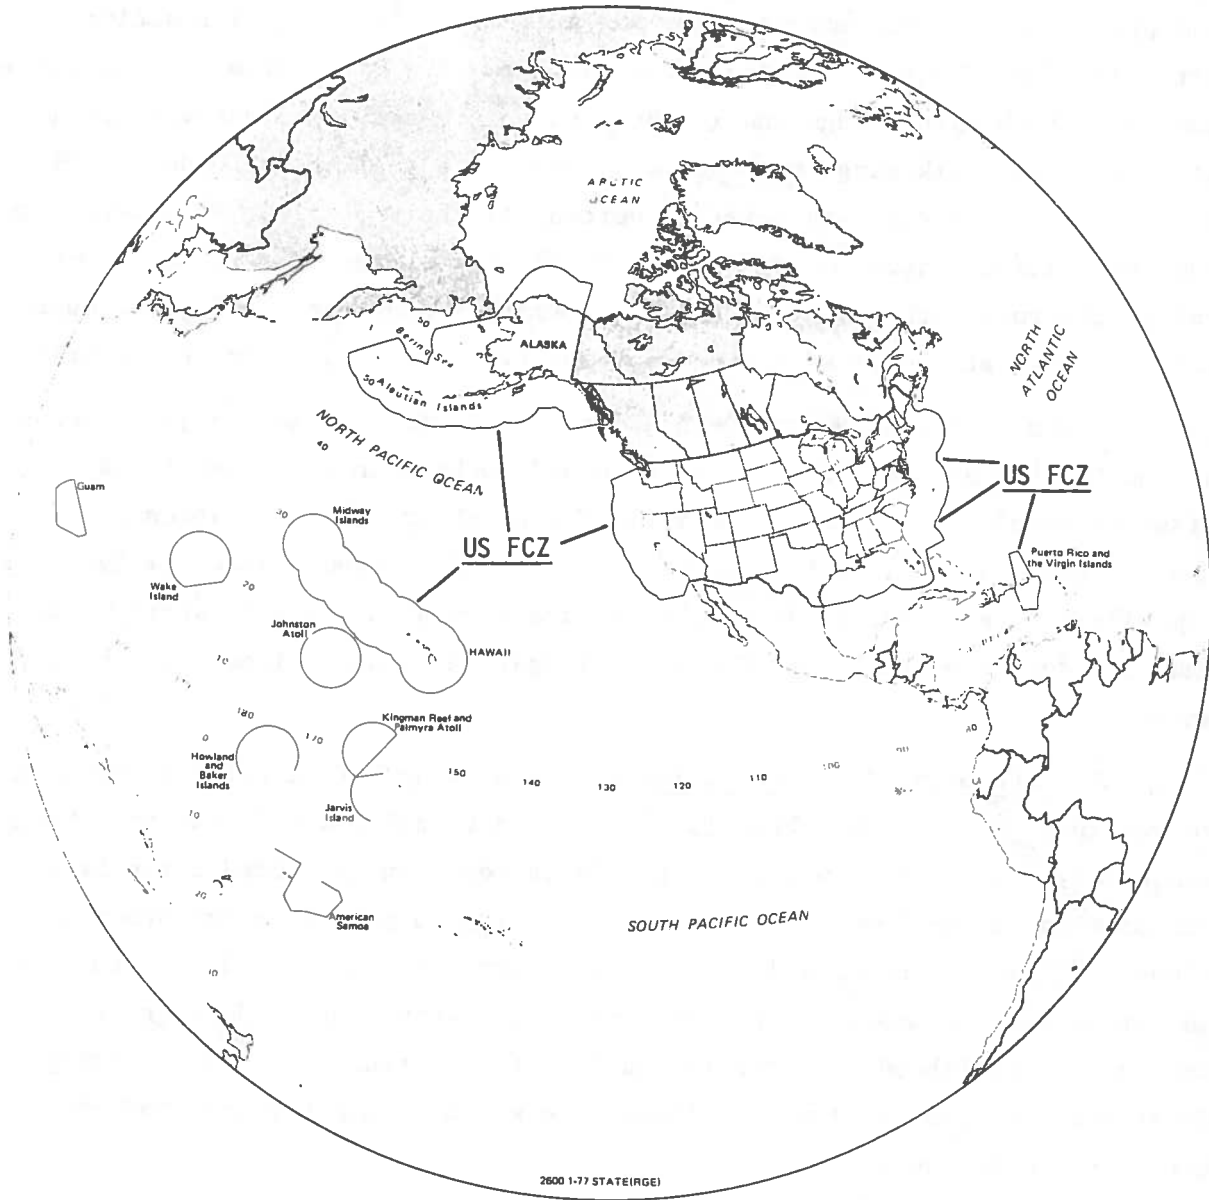 ARCTIC
OCEAN
ALASKA
50
Bering Sea
50
Aleutian Islands
NORTH
ATLANTIC
OCEAN
NORTH PACIFIC OCEAN
40
US FCZ
Guam
30
Midway
Islands
US FCZ
Wake
Island
20
Puerto Rico and
the Virgin Islands
Johnston
Atoll
HAWAII
10
180
170
Kingman Reef and
Palmyra Atoll
0
Howland
and
Baker
Islands
150
140
130
120
110
100
80
Jarvis
Island
10
20
American
Samoa
SOUTH PACIFIC OCEAN
2600 1-77 STATE(RGE)